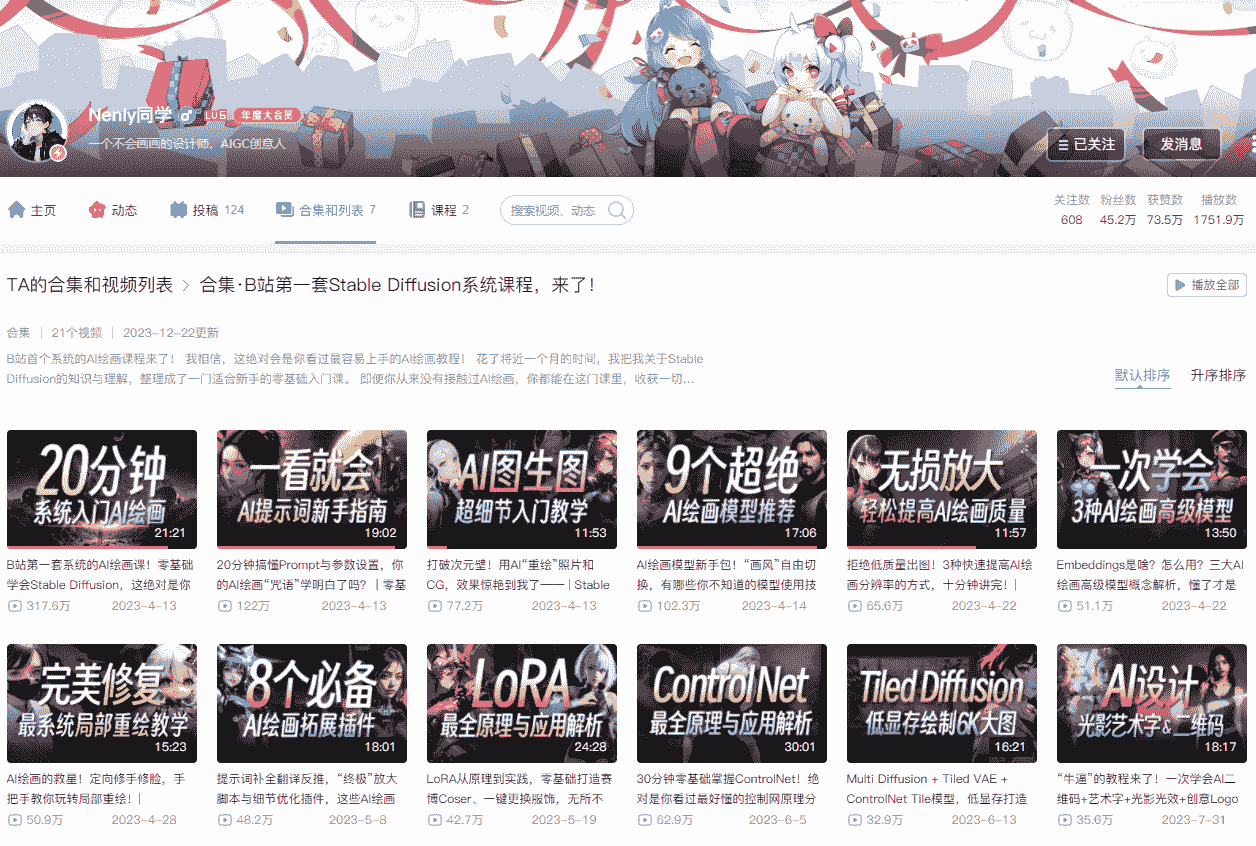 Nenly同学 LV6 年度大会员
一个不会画画的设计师，AIGC创意人
已关注 发消息
主页 动态 投稿 124 合集和列表 7 课程 2 搜索视频、动态
关注数 粉丝数 获赞数 播放数
608 45.2万 73.5万 1751.9万
TA的合集和视频列表 > 合集·B站第一套Stable Diffusion系统课程，来了！
播放全部
合集 | 21个视频 | 2023-12-22更新
B站首个系统的AI绘画课程来了！ 我相信，这绝对会是你看过最容易上手的AI绘画教程！ 花了将近一个月的时间，我把我关于Stable
Diffusion的知识与理解，整理成了一门适合新手的零基础入门课。 即便你从来没有接触过AI绘画，你都能在这门课里，收获一切...
默认排序 升序排序
20分钟
系统入门AI绘画
21:21
一看就会
AI提示词新手指南
19:02
AI图生图
超细节入门教学
11:53
9个超绝
AI绘画模型推荐
17:06
无损放大
轻松提高AI绘画质量
11:57
一次学会
3种AI绘画高级模型
13:50
B站第一套系统的AI绘画课！零基础
学会Stable Diffusion，这绝对是你
317.6万 2023-4-13
20分钟搞懂Prompt与参数设置，你
的AI绘画“咒语”学明白了吗？ | 零基
122万 2023-4-13
打破次元壁！用AI“重绘”照片和
CG，效果惊艳到我了——| Stable
77.2万 2023-4-13
AI绘画模型新手包！“画风”自由切
换，有哪些你不知道的模型使用技
102.3万 2023-4-14
拒绝低质量出图！3种快速提高AI绘
画分辨率的方式，十分钟讲完！|
65.6万 2023-4-22
Embeddings是啥？怎么用？三大AI
绘画高级模型概念解析，懂了才是
51.1万 2023-4-22
完美修复
最系统局部重绘教学
15:23
8个必备
AI绘画拓展插件
18:01
LoRA
最全原理与应用解析
24:28
ControlNet
最全原理与应用解析
30:01
Tiled Diffusion
低显存绘制6K大图
16:21
AI设计
光影艺术字&二维码
18:17
AI绘画的救星！定向修手修脸，手
把手教你玩转局部重绘！|
50.9万 2023-4-28
提示词补全翻译反推，“终极”放大
脚本与细节优化插件，这些AI绘画
48.2万 2023-5-8
LoRA从原理到实践，零基础打造赛
博Coser、一键更换服饰，无所不
42.7万 2023-5-19
30分钟零基础掌握ControlNet！绝
对是你看过最好懂的控制网原理分
62.9万 2023-6-5
Multi Diffusion + Tiled VAE +
ControlNet Tile模型，低显存打造
32.9万 2023-6-13
“牛逼”的教程来了！一次学会AI二
维码+艺术字+光影光效+创意Logo
35.6万 2023-7-31